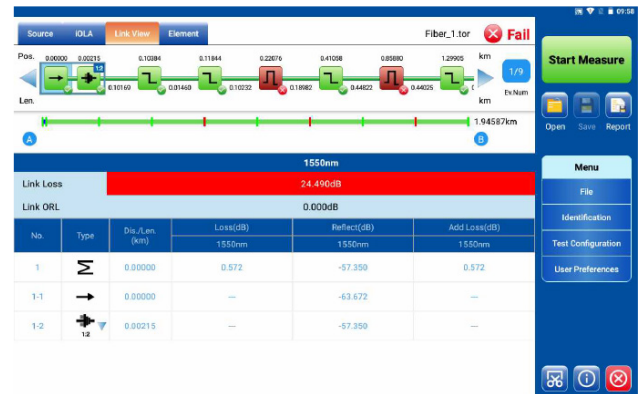 09:58
Source iOLA Link View Element Fiber_1.tor Fail
Pos. 0.00000 0.00215 0.10384 0.11844 0.22076 0.41058 0.85880 1.29905 km
1:2
1/9
0.10169 0.01460 0.10232 0.18982 0.44822 0.44025
Len. km Ev.Num
1.94587km
A B
1550nm
Link Loss 24.490dB
Link ORL 0.000dB
No. Type Dis./Len. (km) Loss(dB) Reflect(dB) Add Loss(dB)
1550nm 1550nm 1550nm
1 Σ 0.00000 0.572 -57.350 0.572
1-1 0.00000 --- -63.672 ---
1-2 1:2 0.00215 --- -57.350 ---
Start Measure
Open Save Report
Menu
File
Identification
Test Configuration
User Preferences